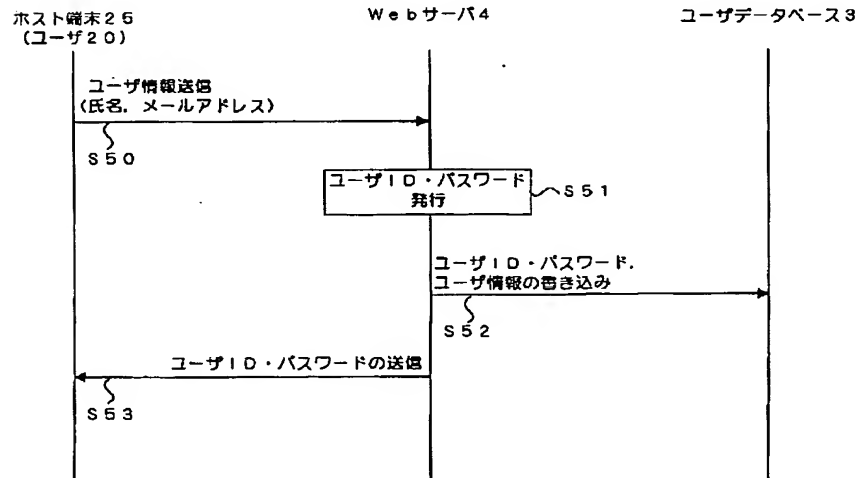 ホスト端末25
(ユーザ20)
Webサーバ4
ユーザデータベース3
ユーザ情報送信
(氏名,メールアドレス)
S50
ユーザID・パスワード
発行
S51
ユーザID・パスワード,
ユーザ情報の書き込み
S52
ユーザID・パスワードの送信
S53